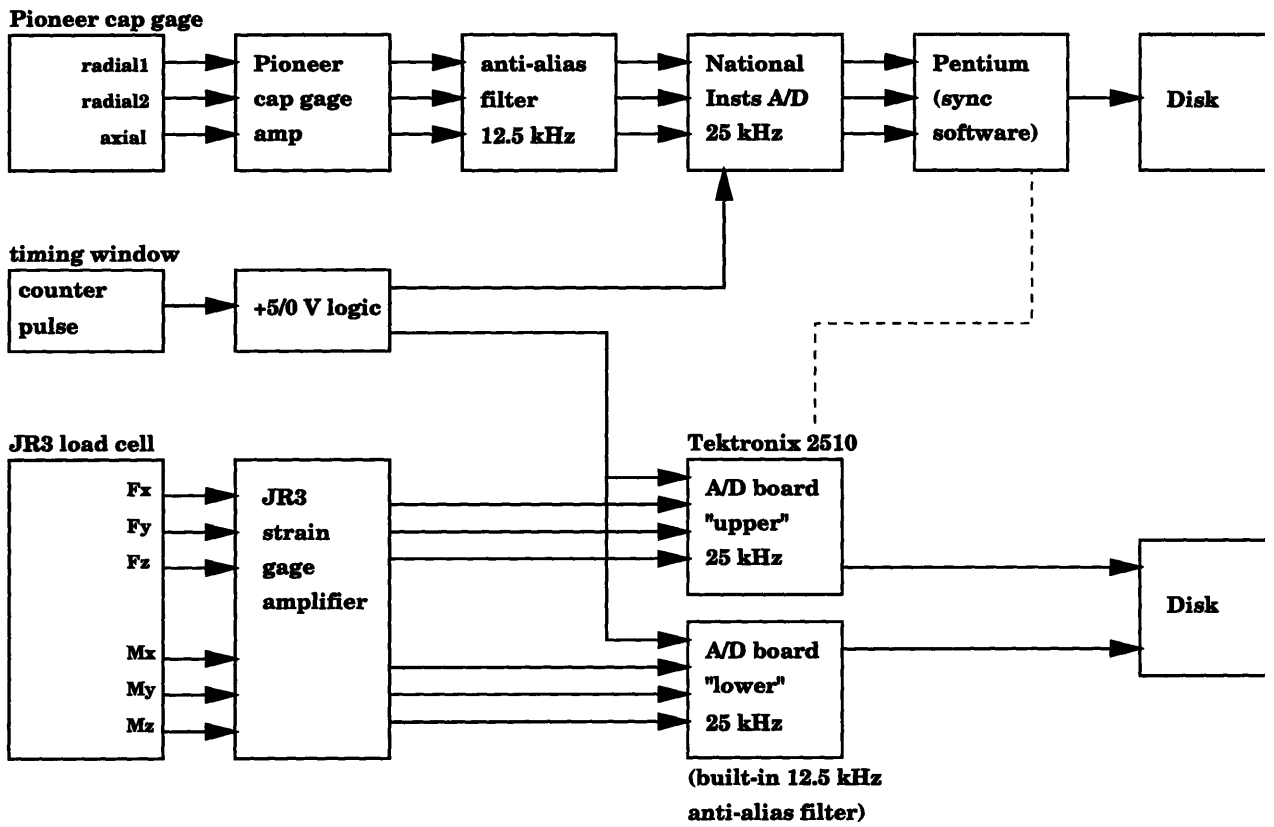 Pioneer cap gage
radial1
radial2
axial
Pioneer
cap gage
amp
anti-alias
filter
12.5 kHz
National
Insts A/D
25 kHz
Pentium
(sync
software)
Disk
timing window
counter
pulse
+5/0 V logic
JR3 load cell
Fx
Fy
Fz
Mx
My
Mz
JR3
strain
gage
amplifier
Tektronix 2510
A/D board
"upper"
25 kHz
A/D board
"lower"
25 kHz
(built-in 12.5 kHz
anti-alias filter)
Disk